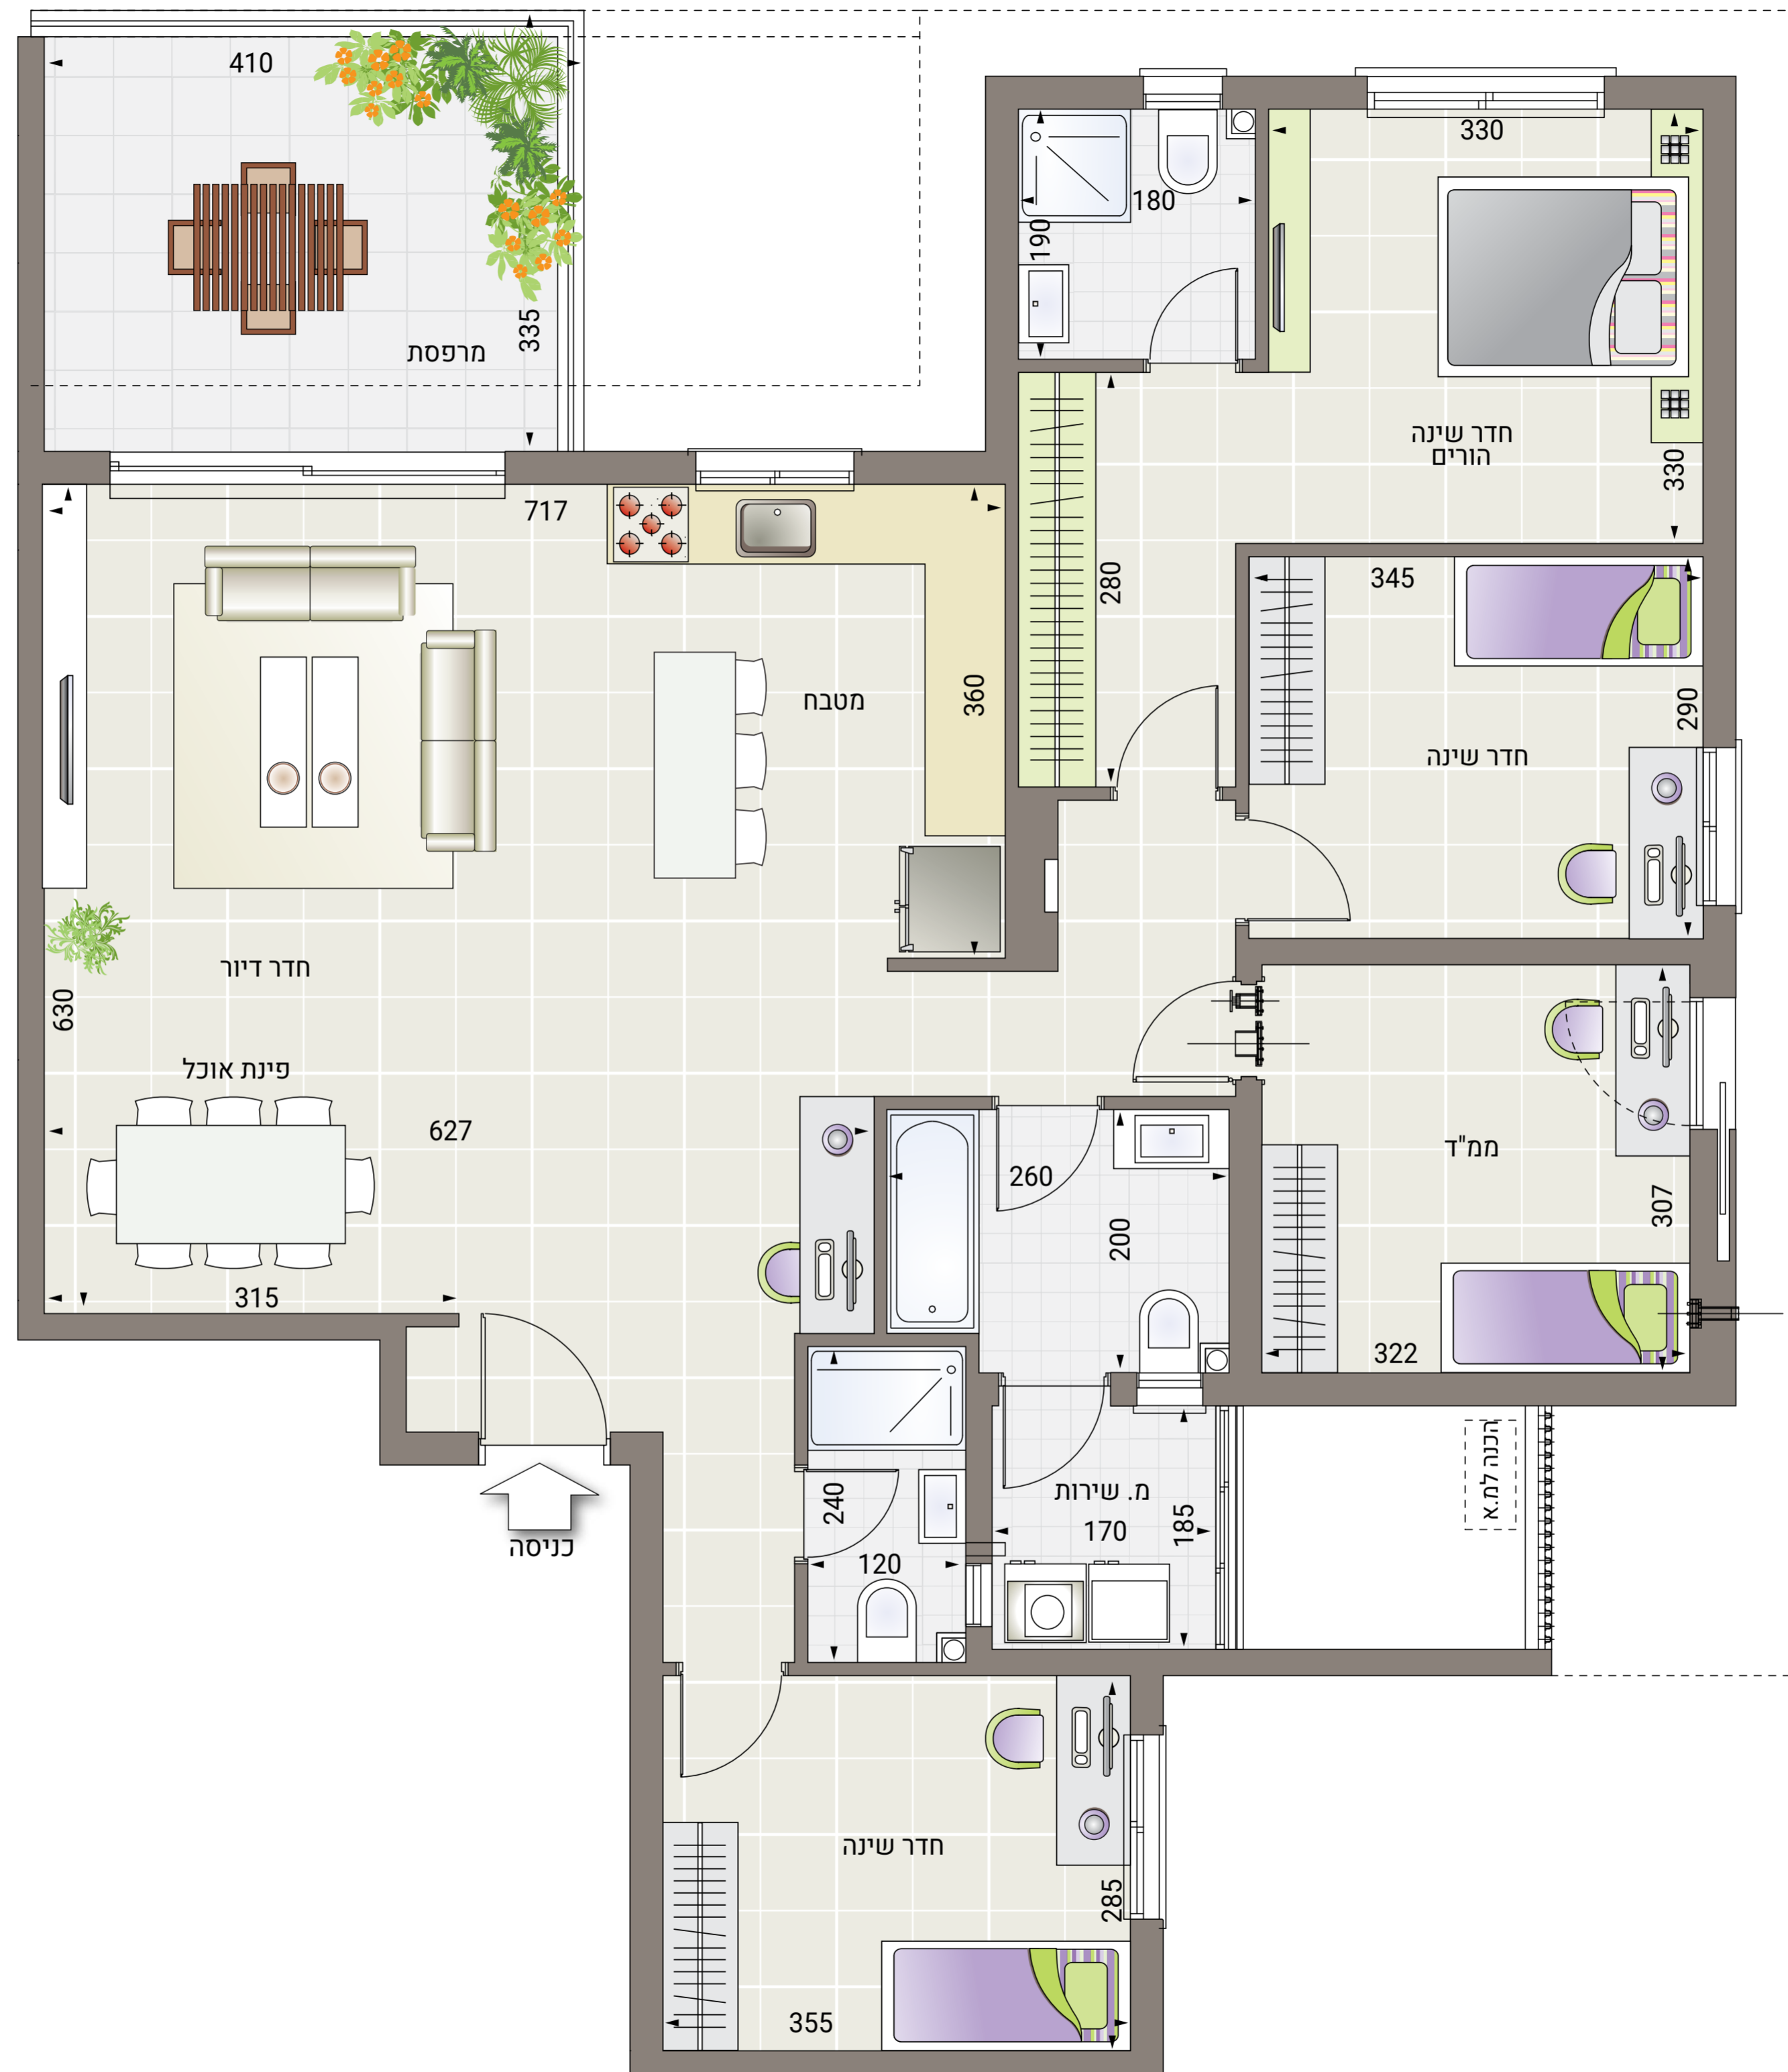 410
335
מרפסת
180
190
330
חדר שינה
הורים
330
717
280
345
290
חדר שינה
360
מטבח
חדר דיור
630
פינת אוכל
627
315
260
200
ממ"ד
307
322
כניסה
240
120
מ. שירות
170
185
הכנה למ.א
חדר שינה
285
355